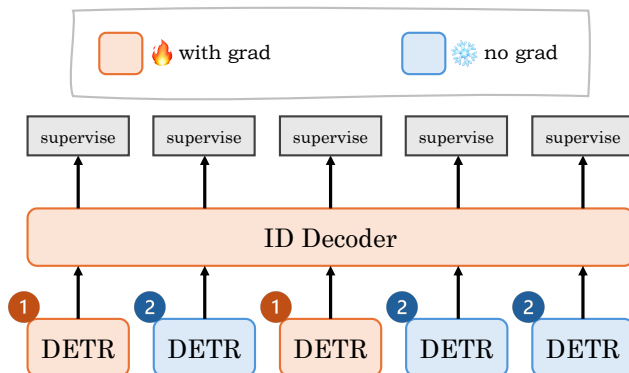 with grad no grad
supervise supervise supervise supervise supervise
ID Decoder
1 2 1 2 2
DETR DETR DETR DETR DETR